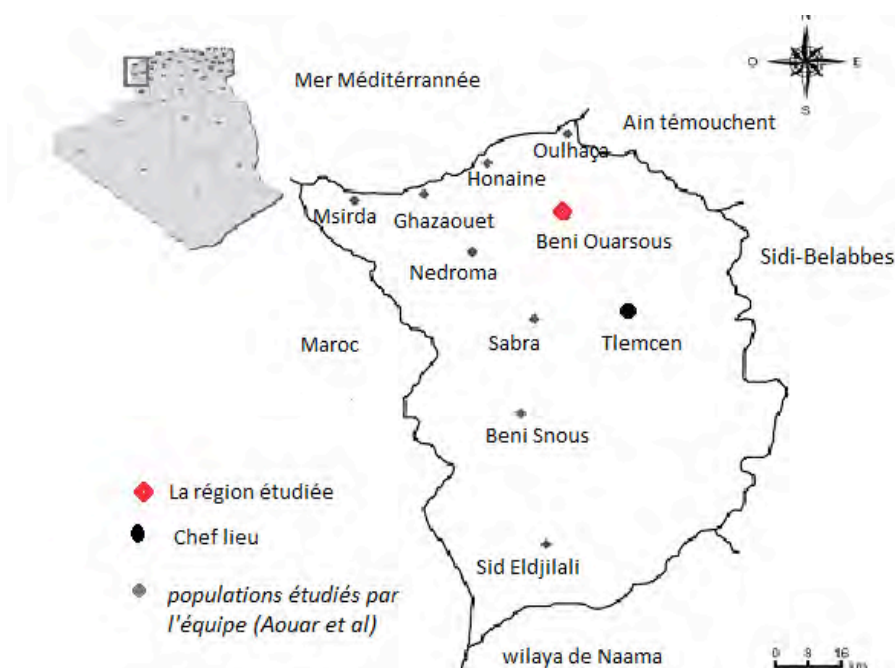 N
Mer Méditérrannée
O
E
S
Ain témouchent
Oulhaça
Honaine
Msirda
Ghazaouet
Beni Ouarsous
Nedroma
Sidi-Belabbes
Maroc
Sabra
Tlemcen
Beni Snous
La région étudiée
Chef lieu
Sid Eldjilali
populations étudiés par
l'équipe (Aouar et al)
wilaya de Naama
0 8 16
km